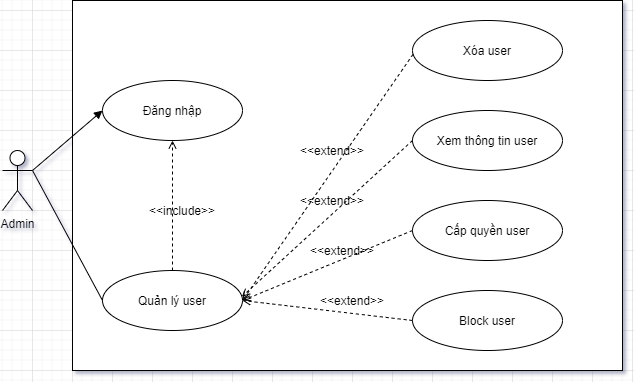 Xóa user
Đăng nhập
Xem thông tin user
<<extend>>
<<extend>>
<<include>>
Admin
Cấp quyền user
<<extend>>
Quản lý user
<<extend>>
Block user